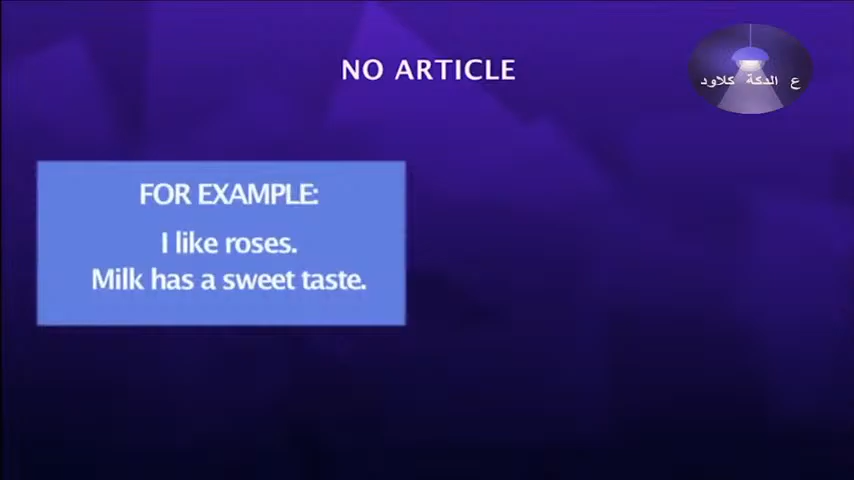 NO ARTICLE
ع الدكة كلاود
FOR EXAMPLE:
I like roses.
Milk has a sweet taste.